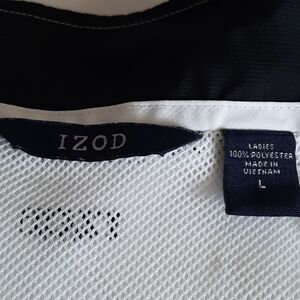 IZOD
LADIES
100% POLYESTER
MADE IN
VIETNAM
L